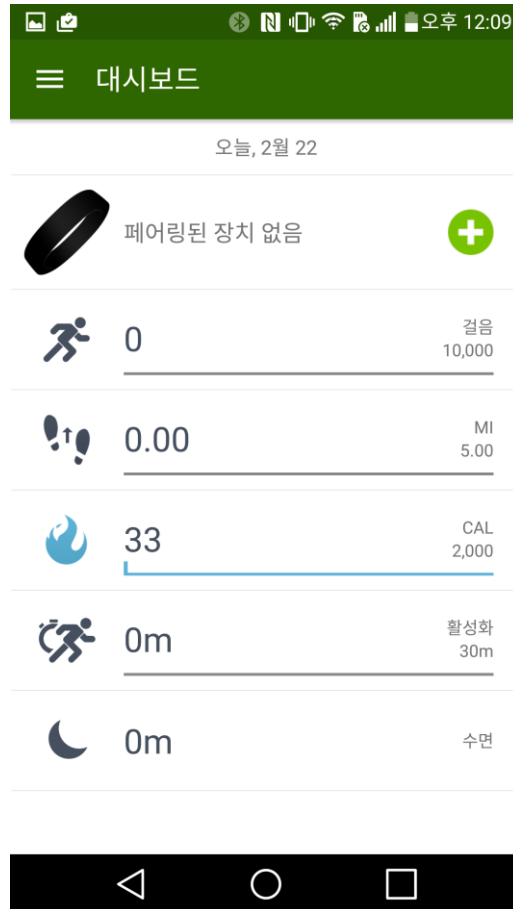 오후 12:09
대시보드
오늘, 2월 22
페어링된 장치 없음
0
걸음
10,000
0.00
MI
5.00
33
CAL
2,000
0m
활성화
30m
0m
수면